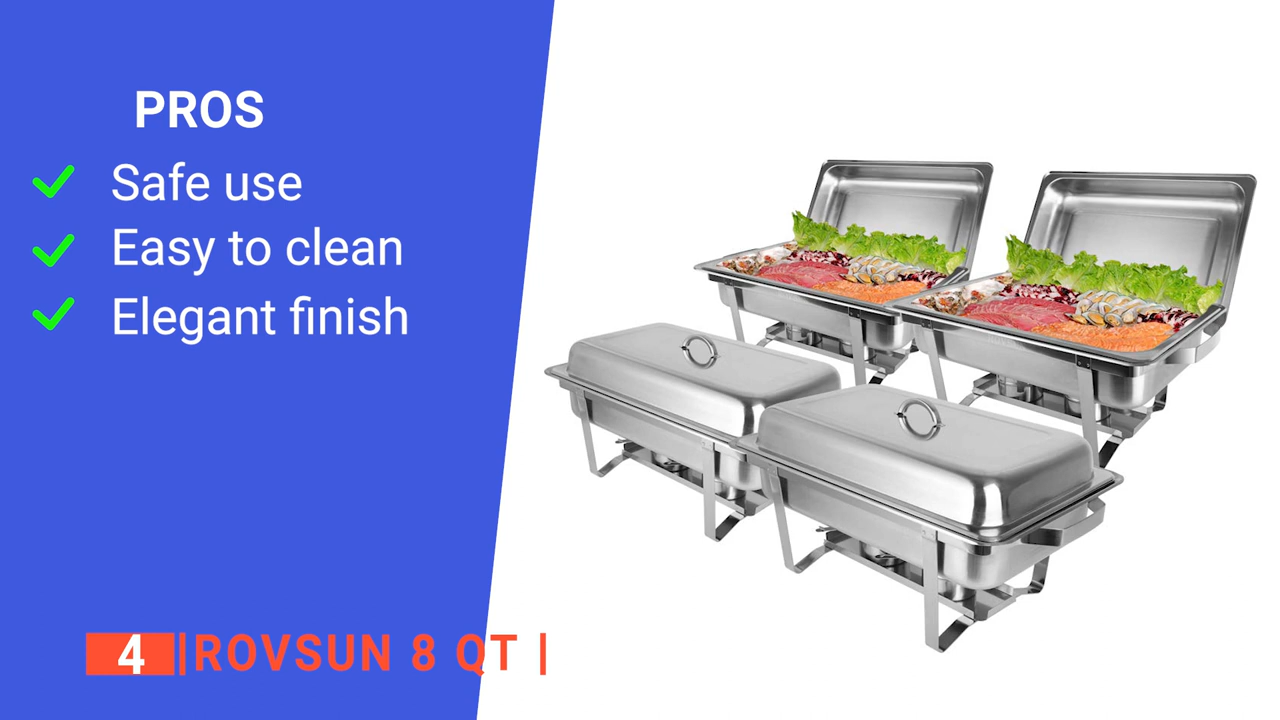 PROS
Safe use
Easy to clean
Elegant finish
4 |ROVSUN 8 QT |